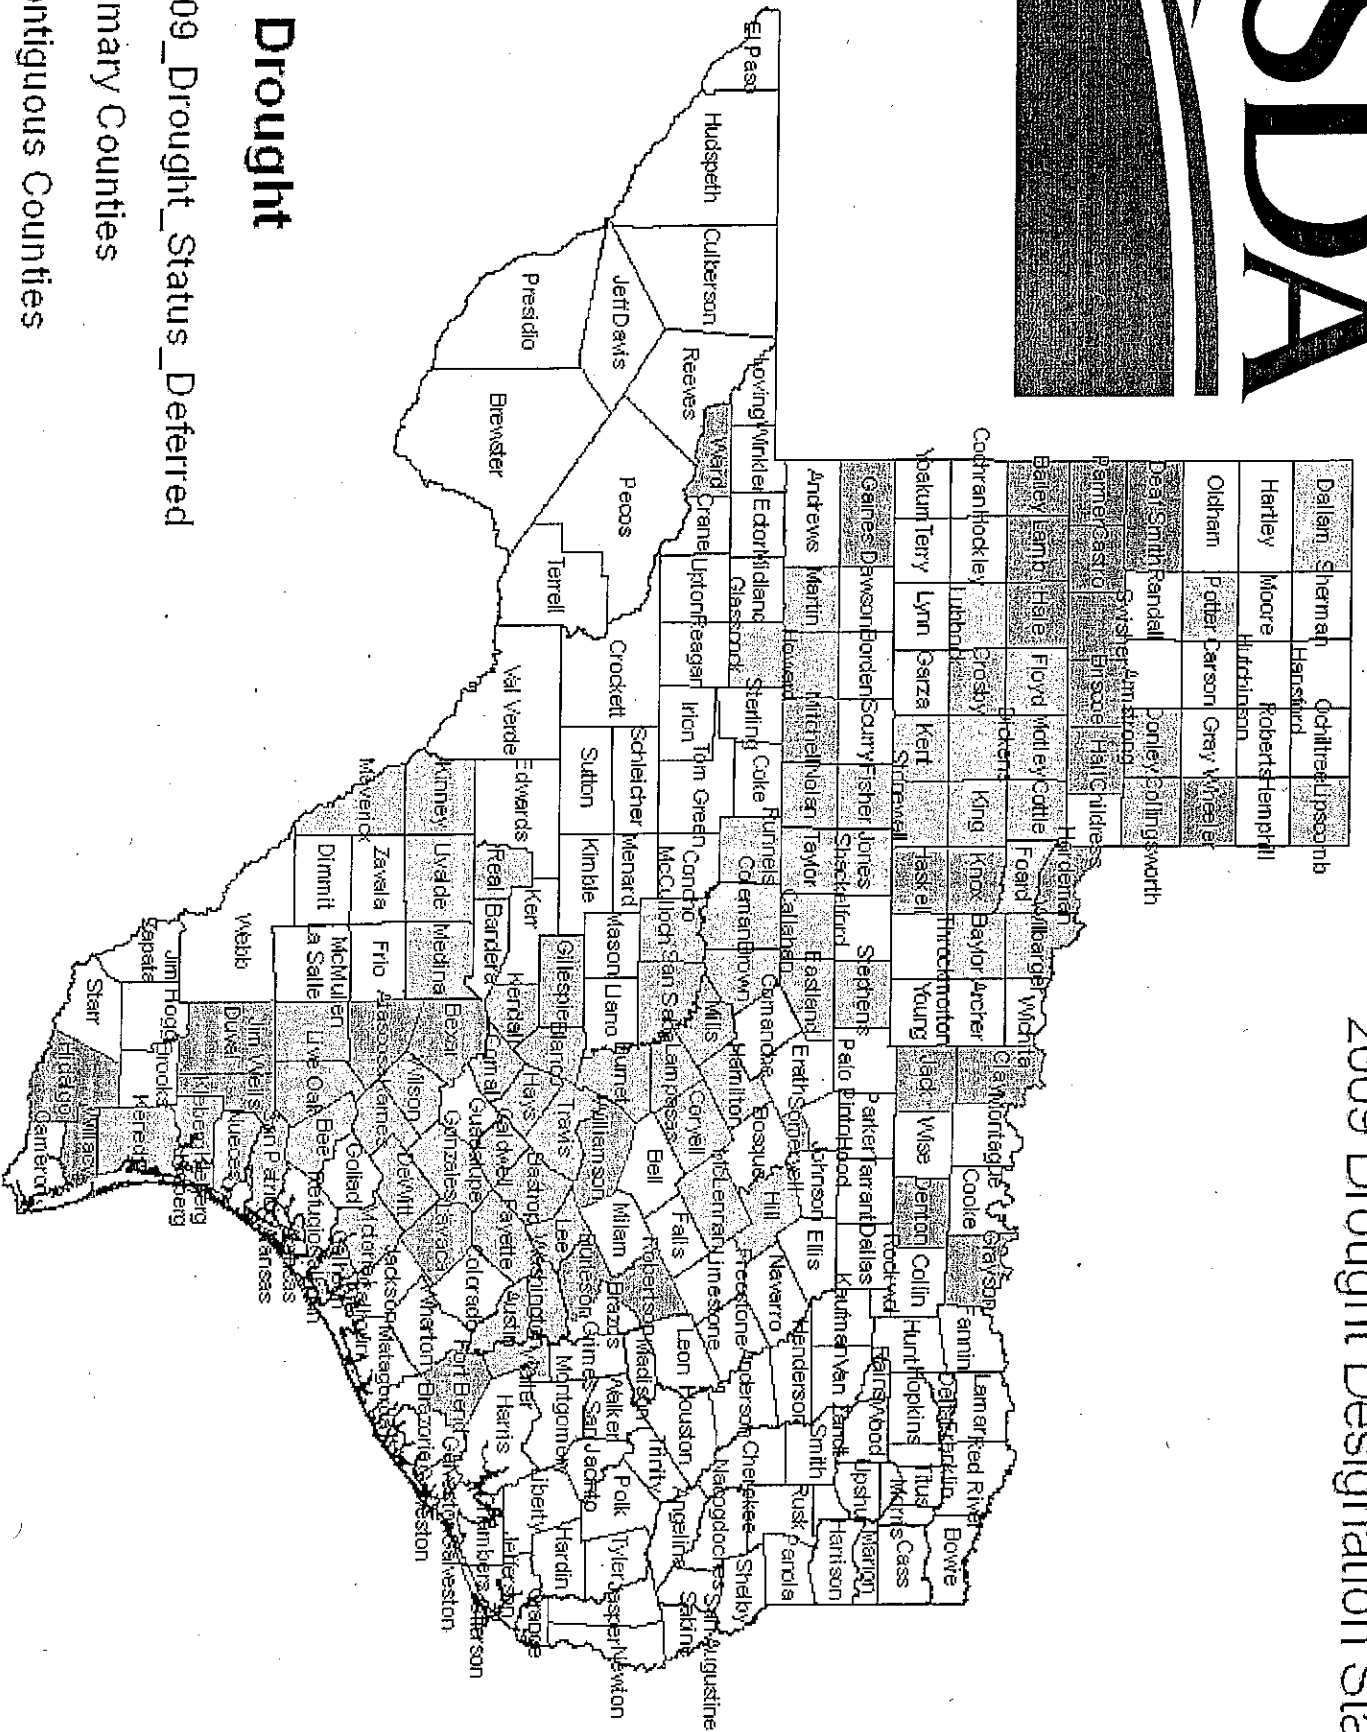 SDA
2009 Drought Designation Sta
Dallam Sherman Hansford Ochiltree Lipscomb
Hartley Moore Hutchinson Roberts Hemphill
Oldham Potter Carson Gray Wheeler
Deaf Smith Randall Armstrong Donley Collingsworth
Parmer Castro Swisher Briscoe Hall Childress
Bailey Lamb Hale Floyd Motley Cottle Foard Hardeman Wilbarger Wichita
Cochran Hockley Lubbock Crosby Dickens King Knox Baylor Archer Clay Montague Cooke Grayson Fannin Lamar Red River Bowie
Yoakum Terry Lynn Garza Kent Stonewall Haskell Throckmorton Young Jack Wise Denton Collin Hunt Delta Hopkins Franklin Titus Morris Cass
Gaines Dawson Borden Scurry Fisher Jones Shackelford Stephens Palo Pinto Parker Tarrant Dallas Rockwall Kaufman Rains Van Zandt Wood Upshur Marion Harrison
Andrews Martin Howard Mitchell Nolan Taylor Callahan Eastland Erath Hood Somervell Johnson Ellis Henderson Smith Rusk Panola
El Paso Hudspeth Culberson Loving Winkler Ector Midland Glasscock Sterling Coke Runnels Coleman Brown Comanche Hamilton Bosque Hill Navarro Freestone Anderson Cherokee Nacogdoches Shelby
Reeves Ward Crane Upton Reagan Irion Tom Green Concho McCulloch San Saba Mills Lampasas Coryell McLennan Limestone Falls Leon Houston Angelina San Augustine Sabine
Jeff Davis Pecos Crockett Schleicher Menard Mason Llano Burnet Bell Milam Robertson Brazos Madison Walker Trinity Polk Tyler Jasper Newton
Presidio Brewster Terrell Val Verde Sutton Kimble Gillespie Blanco Travis Williamson Lee Burleson Grimes Montgomery San Jacinto Liberty Hardin Orange
Edwards Real Kerr Bandera Kendall Comal Hays Caldwell Bastrop Fayette Washington Austin Waller Harris Chambers Jefferson Jefferson
Kinney Uvalde Medina Bexar Guadalupe Gonzales Lavaca Colorado Wharton Fort Bend Brazoria Galveston Galveston Galveston
Maverick Zavala Frio Atascosa Wilson Karnes DeWitt Victoria Jackson Matagorda
Dimmit La Salle McMullen Live Oak Bee Goliad Refugio Calhoun Calhoun
Webb Duval Jim Wells San Patricio Nueces Aransas Aransas
Zapata Jim Hogg Brooks Kleberg Kleberg Kleberg Kenedy
Starr Hidalgo Willacy Cameron
Drought
09_Drought_Status_Deferred
mary Counties
ntiguous Counties